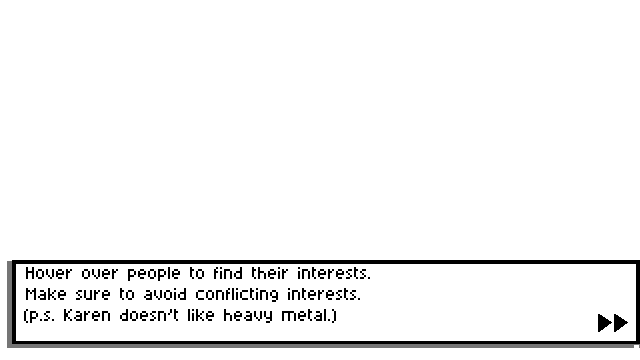 Hover over people to find their interests.
Make sure to avoid conflicting interests.
(p.s. Karen doesn't like heavy metal.)